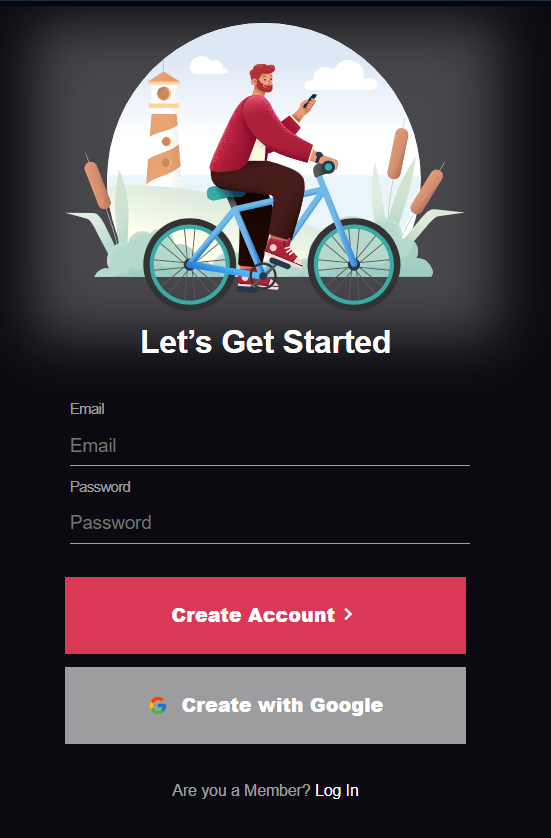 Let’s Get Started
Email
Email
Password
Password
Create Account
Create with Google
Are you a Member? Log In